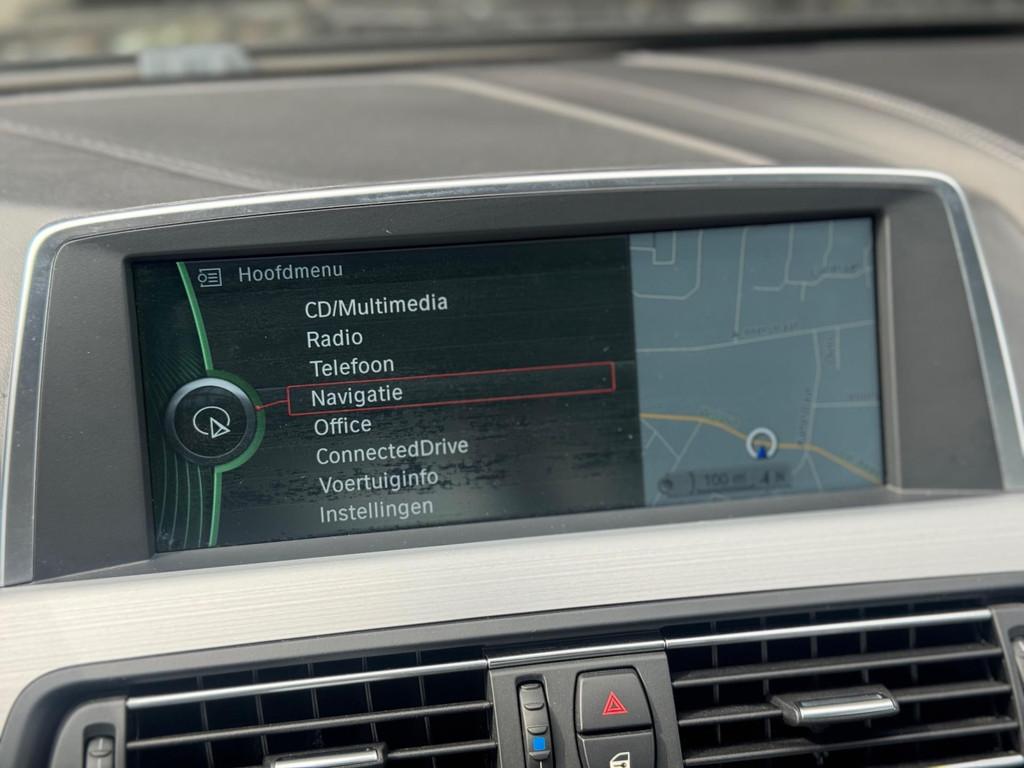 Hoofdmenu
CD/Multimedia
Radio
Telefoon
Navigatie
Office
ConnectedDrive
Voertuiginfo
Instellingen
100 m